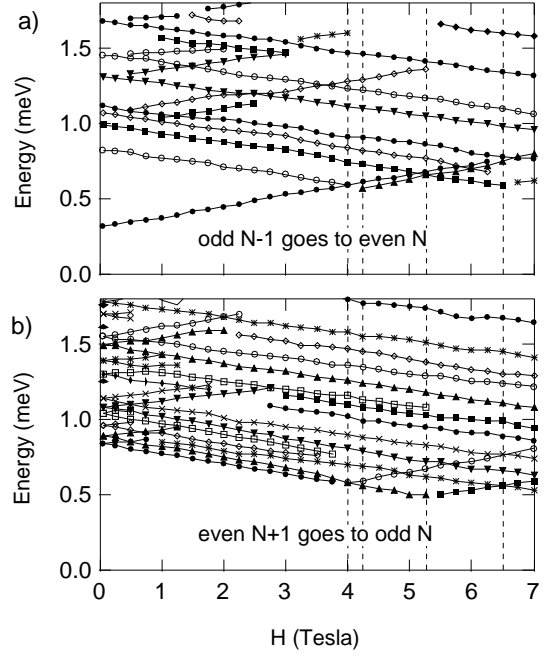 a)
1.5
1.0
0.5
0.0
Energy (meV)
odd N-1 goes to even N
b)
1.5
1.0
0.5
0.0
Energy (meV)
even N+1 goes to odd N
0 1 2 3 4 5 6 7
H (Tesla)